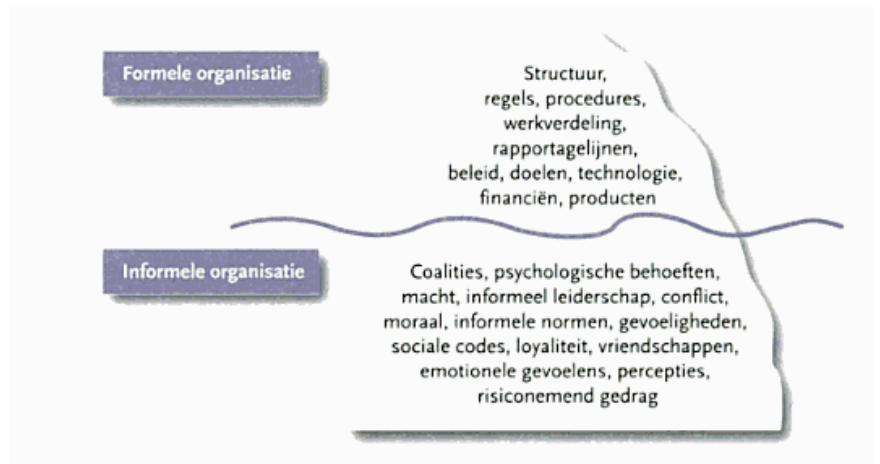 Formele organisatie
Structuur,
regels, procedures,
werkverdeling,
rapportagelijnen,
beleid, doelen, technologie,
financiën, producten
Informele organisatie
Coalities, psychologische behoeften,
macht, informeel leiderschap, conflict,
moraal, informele normen, gevoeligheden,
sociale codes, loyaliteit, vriendschappen,
emotionele gevoelens, percepties,
risiconemend gedrag